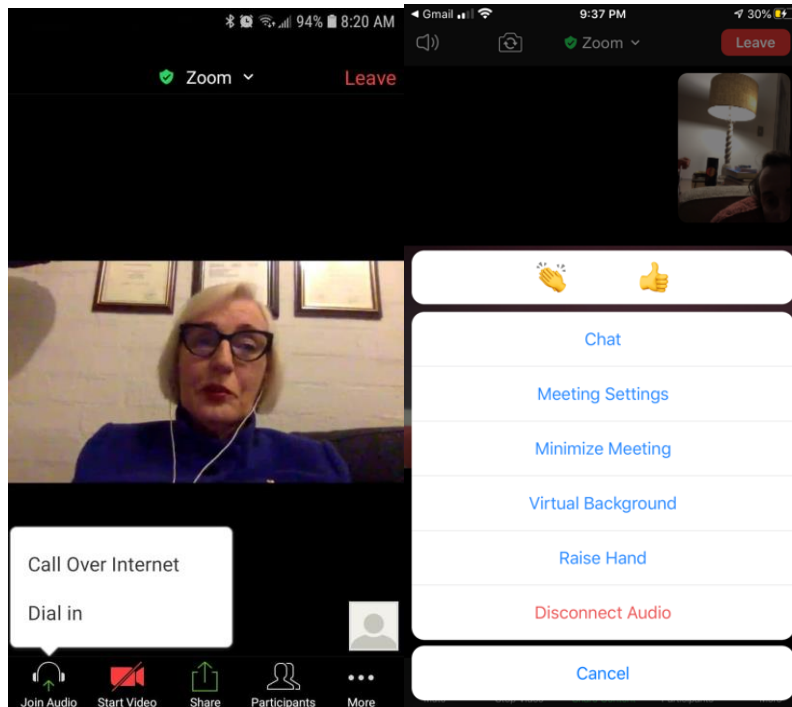 94% 8:20 AM
Zoom
Leave
Call Over Internet
Dial in
Join Audio
Start Video
Share
Participants
More
Gmail
9:37 PM
30%
Zoom
Leave
Chat
Meeting Settings
Minimize Meeting
Virtual Background
Raise Hand
Disconnect Audio
Cancel